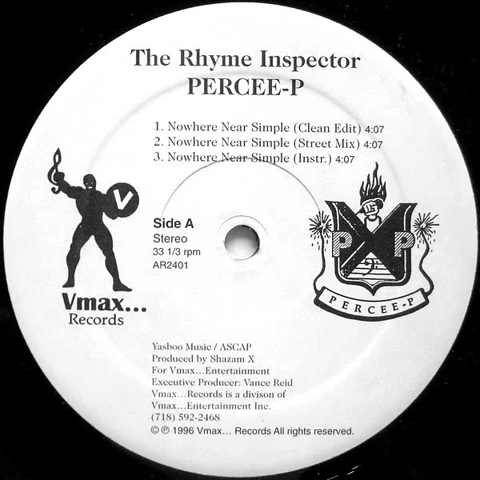 The Rhyme Inspector
PERCEE-P
1. Nowhere Near Simple (Clean Edit) 4:07
2. Nowhere Near Simple (Street Mix) 4:07
3. Nowhere Near Simple (Instr.) 4:07
V
Side A
Stereo
33 1/3 rpm
AR2401
Vmax...
Records
P P
PERCEE-P
Yasboo Music / ASCAP
Produced by Shazam X
For Vmax...Entertainment
Executive Producer: Vance Reid
Vmax...Records is a divison of
Vmax...Entertainment Inc.
(718) 592-2468
© ℗ 1996 Vmax... Records All rights reserved.